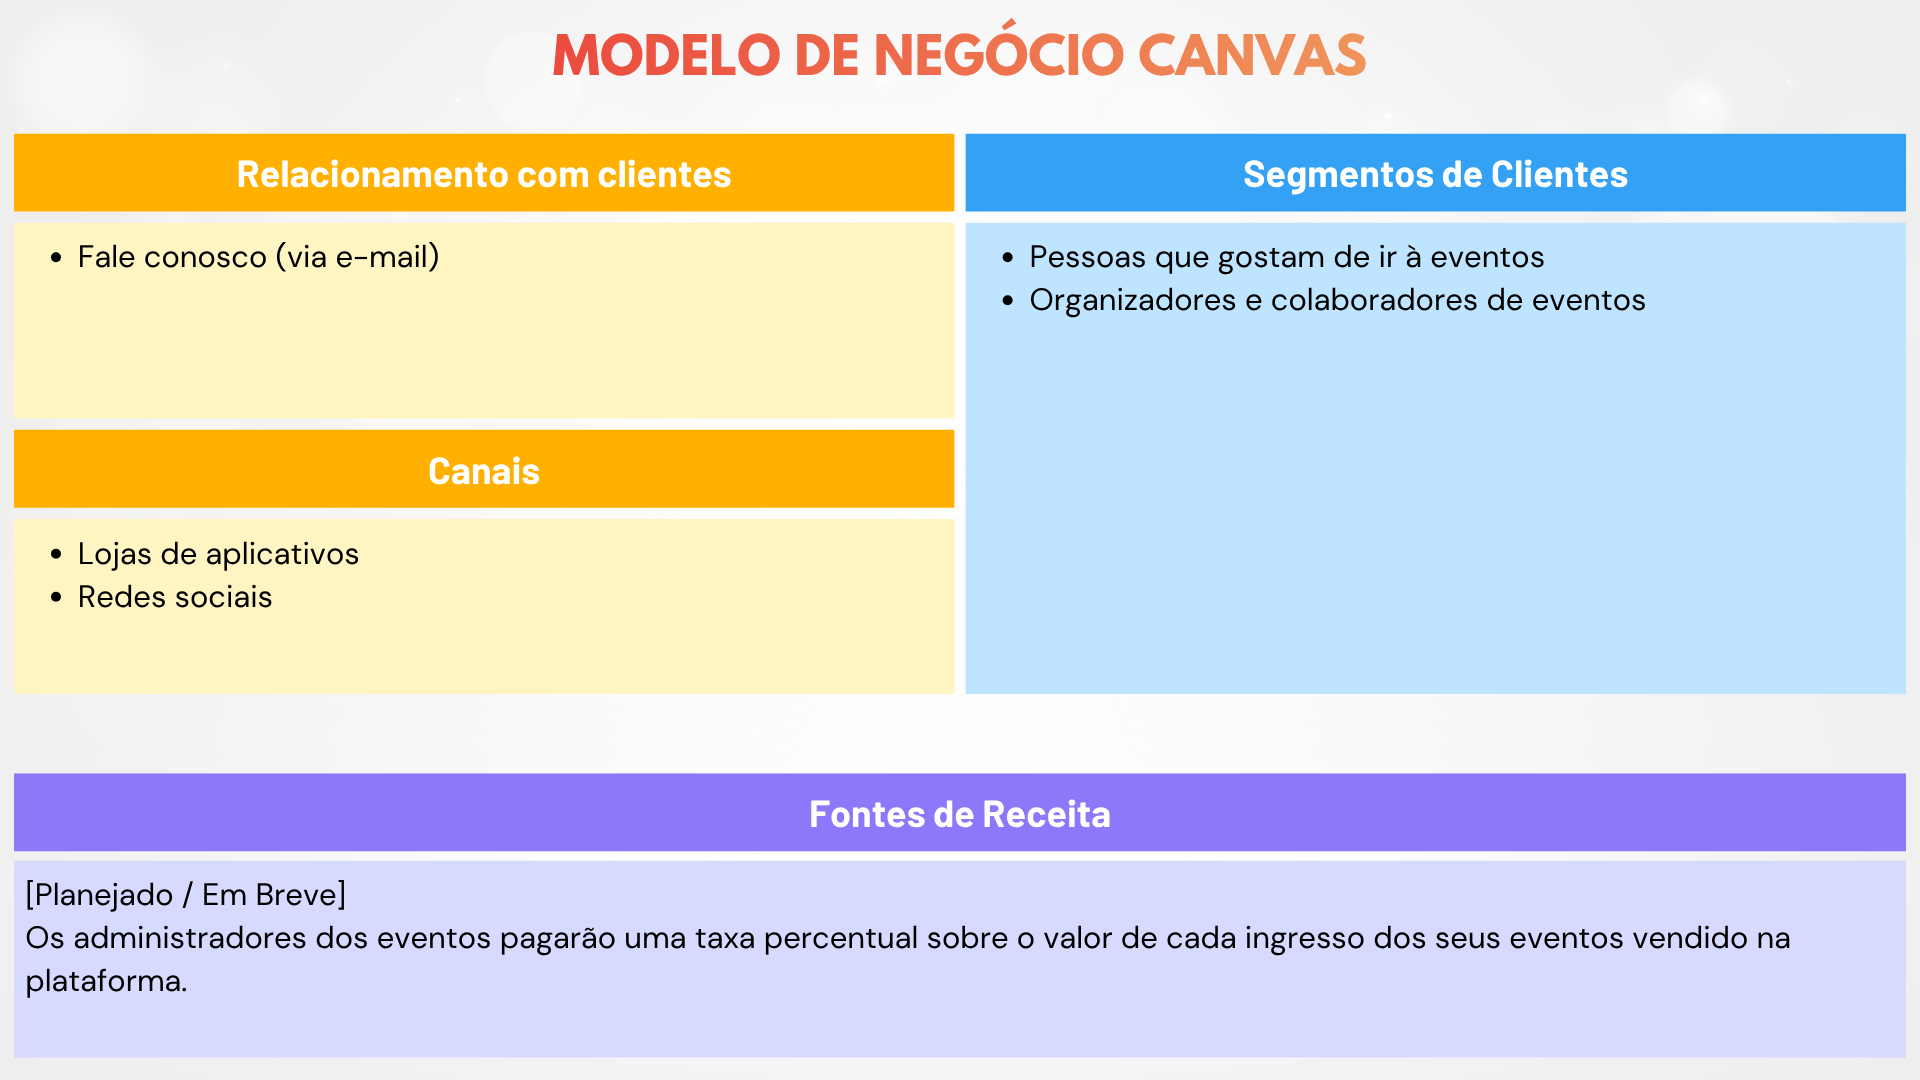 MODELO DE NEGÓCIO CANVAS
Relacionamento com clientes
• Fale conosco (via e-mail)
Canais
• Lojas de aplicativos
• Redes sociais
Segmentos de Clientes
• Pessoas que gostam de ir à eventos
• Organizadores e colaboradores de eventos
Fontes de Receita
[Planejado / Em Breve]
Os administradores dos eventos pagarão uma taxa percentual sobre o valor de cada ingresso dos seus eventos vendido na
plataforma.